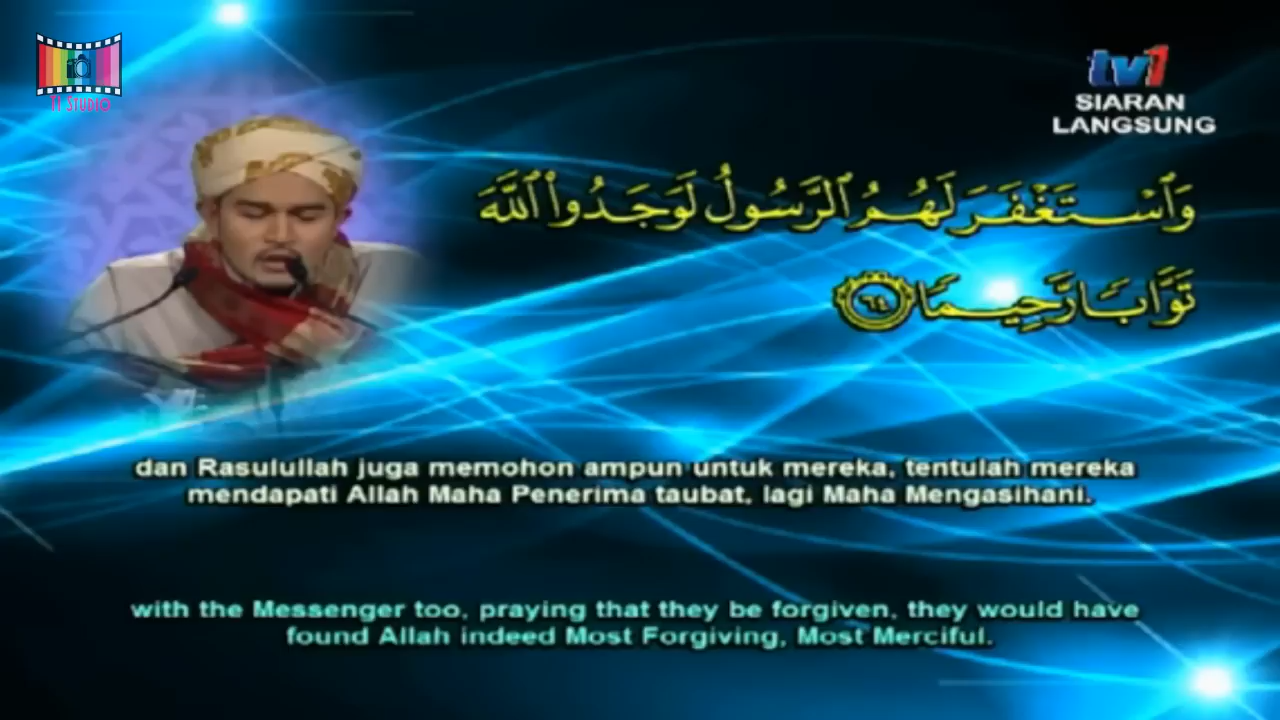 TI STUDIO
tv1
SIARAN
LANGSUNG
وَٱسْتَغْفَرَ لَهُمُ ٱلرَّسُولُ لَوَجَدُوا۟ ٱللَّهَ
تَوَّابًا رَّحِيمًا ٦٤
dan Rasulullah juga memohon ampun untuk mereka, tentulah mereka
mendapati Allah Maha Penerima taubat, lagi Maha Mengasihani.
with the Messenger too, praying that they be forgiven, they would have
found Allah indeed Most Forgiving, Most Merciful.